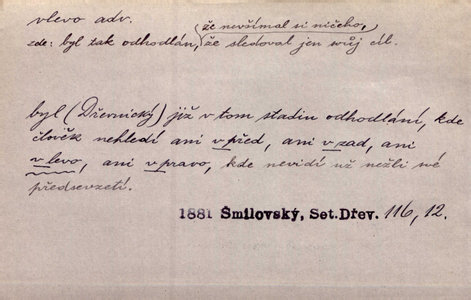 vlevo adv.
že nevšímal si ničeho,
zde: byl tak odhodlán, že sledoval jen svůj cíl.
byl (Dřevnický) již v tom stadiu odhodlání, kde
člověk nehledí ani v před, ani v zad, ani
v levo, ani v pravo, kde nevidí už nežli své
předsevzetí.
1881 Šmilovský, Set.Dřev. 116, 12.